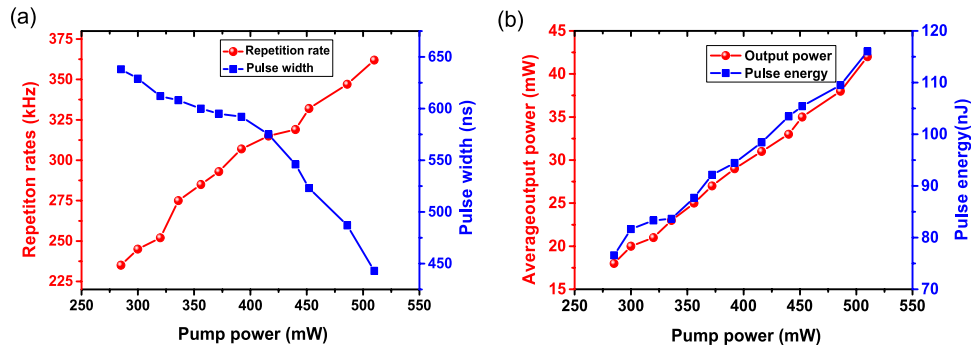 (a)
Repetition rate
Pulse width
Repetition rates (kHz)
375
350
325
300
275
250
225
650
600
550
500
450
Pulse width (ns)
250 300 350 400 450 500 550
Pump power (mW)
(b)
Output power
Pulse energy
Averageoutput power (mW)
45
40
35
30
25
20
15
120
110
100
90
80
70
Pulse energy(nJ)
250 300 350 400 450 500 550
Pump power (mW)